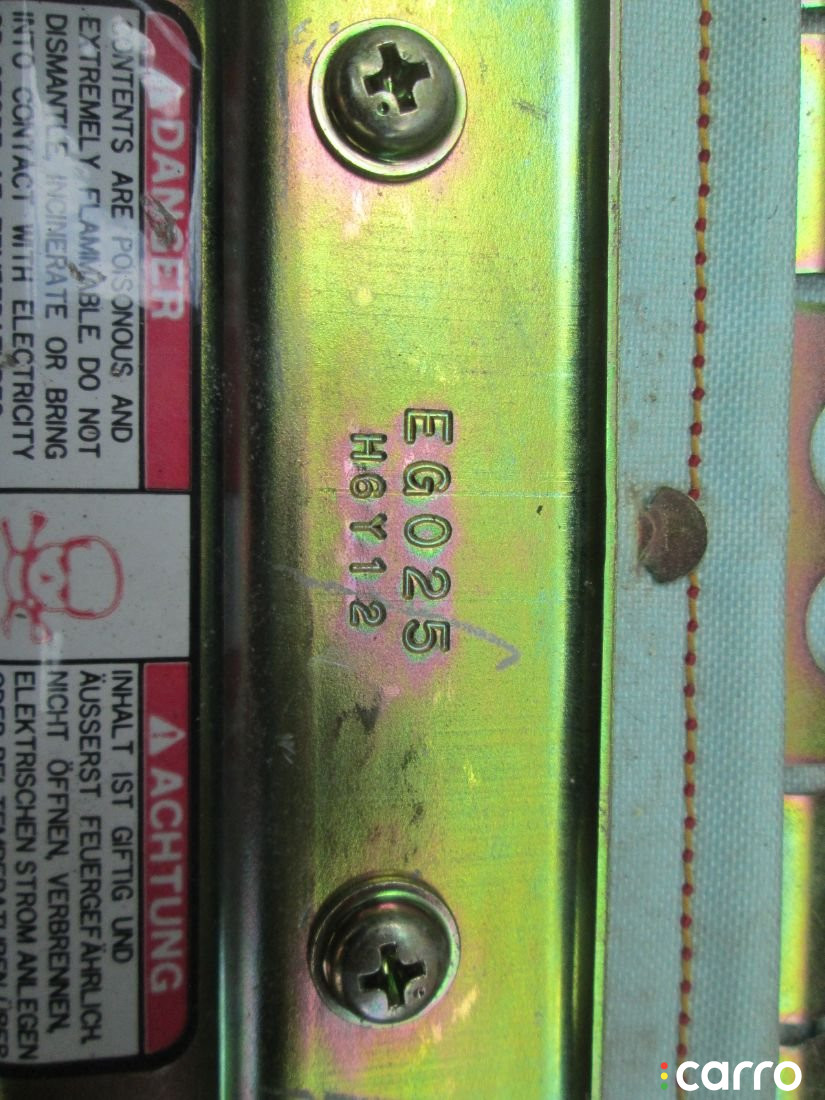 DANGER
CONTENTS ARE POISONOUS AND
EXTREMELY FLAMMABLE. DO NOT
DISMANTLE, INCINERATE OR BRING
INTO CONTACT WITH ELECTRICITY
ACHTUNG
INHALT IST GIFTIG UND
ÄUSSERST FEUERGEFÄHRLICH.
NICHT ÖFFNEN, VERBRENNEN,
ELEKTRISCHEN STROM ANLEGEN
EG025
H6Y12
carro